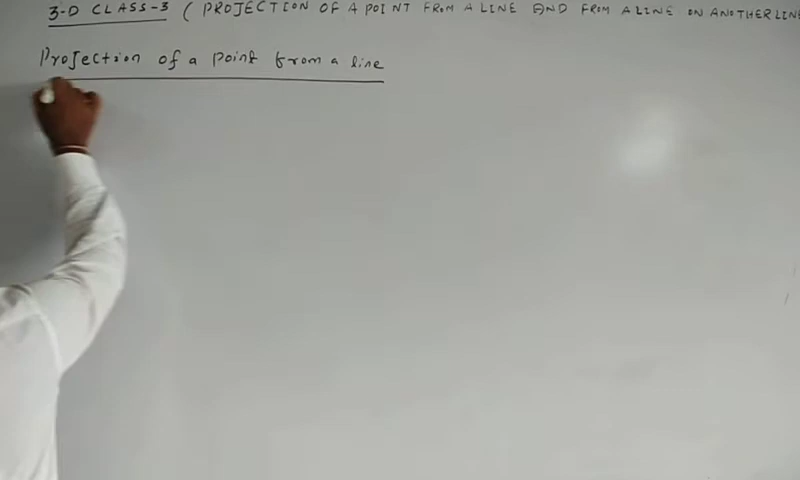 3-D CLASS-3 ( PROJECTION OF A POINT FROM A LINE AND FROM A LINE ON ANOTHER LINE
Projection of a point from a line